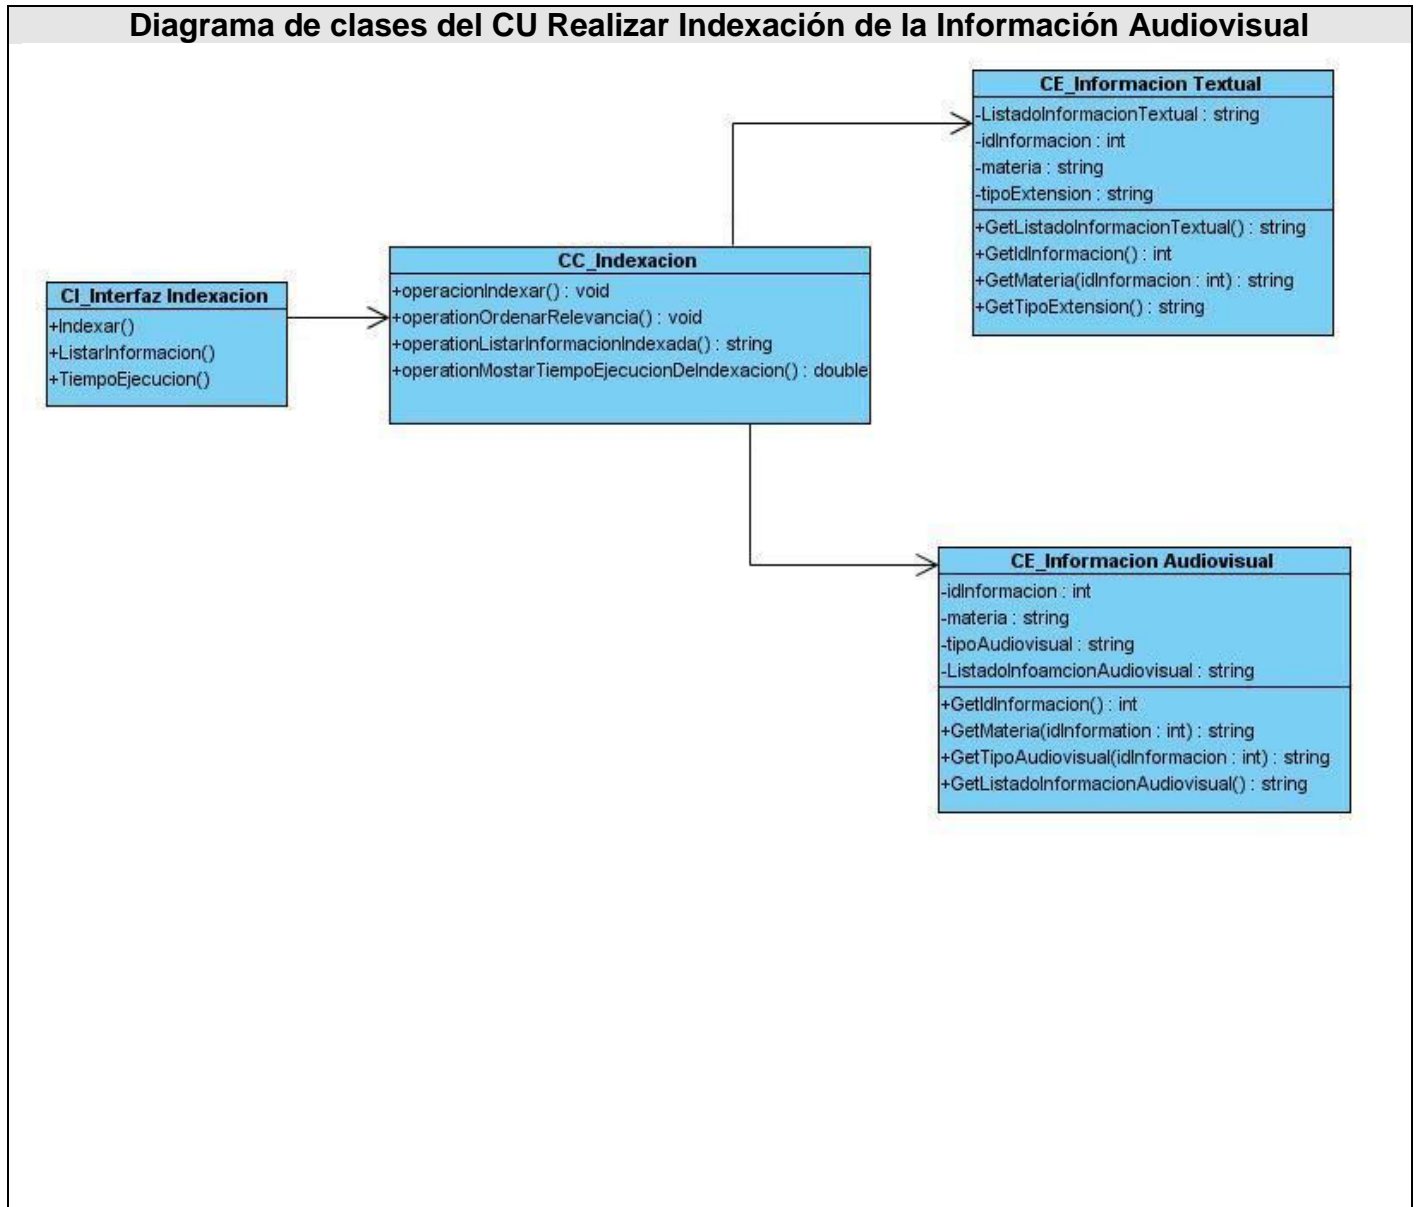 Diagrama de clases del CU Realizar Indexación de la Información Audiovisual
CE_Informacion Textual
-ListadoInformacionTextual : string
-idInformacion : int
-materia : string
-tipoExtension : string
+GetListadoInformacionTextual() : string
+GetIdInformacion() : int
+GetMateria(idInformacion : int) : string
+GetTipoExtension() : string
CC_Indexacion
+operacionIndexar() : void
+operationOrdenarRelevancia() : void
+operationListarInformacionIndexada() : string
+operationMostarTiempoEjecucionDeIndexacion() : double
CI_Interfaz Indexacion
+Indexar()
+ListarInformacion()
+TiempoEjecucion()
CE_Informacion Audiovisual
-idInformacion : int
-materia : string
-tipoAudiovisual : string
-ListadoInfoamcionAudiovisual : string
+GetIdInformacion() : int
+GetMateria(idInformation : int) : string
+GetTipoAudiovisual(idInformacion : int) : string
+GetListadoInformacionAudiovisual() : string